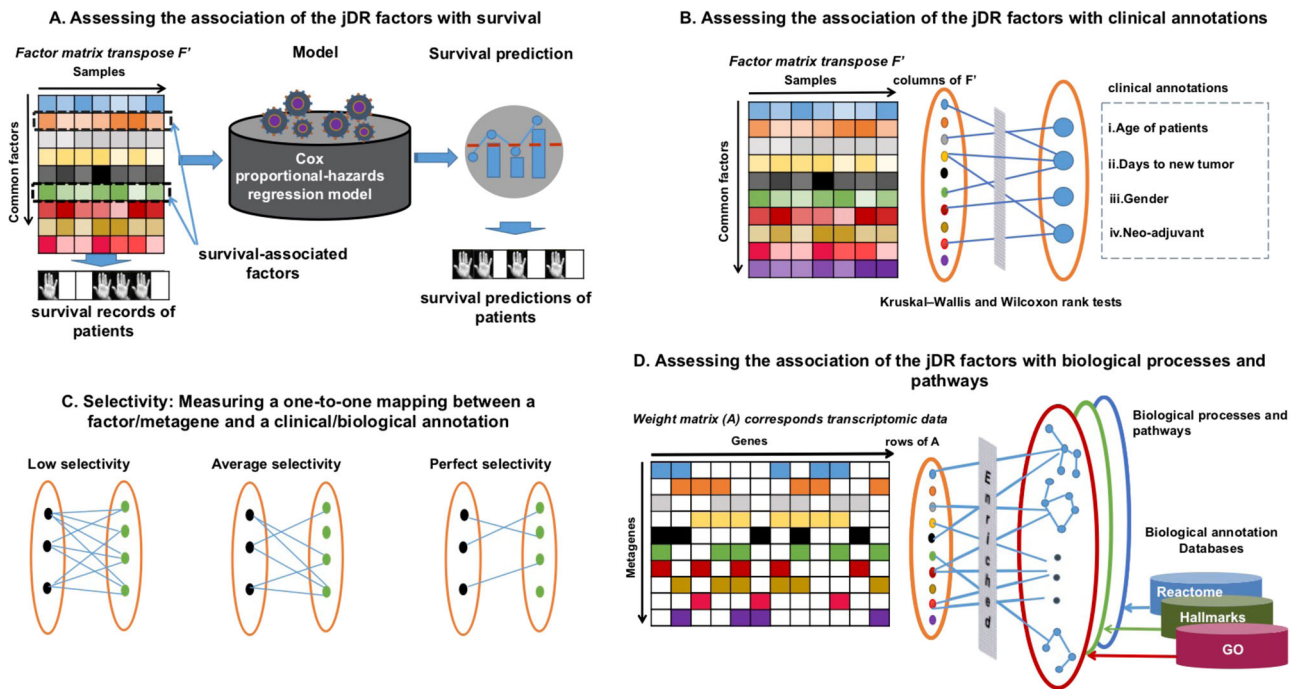 A. Assessing the association of the jDR factors with survival
Factor matrix transpose F'
Samples
Common factors
Model
Cox
proportional-hazards
regression model
Survival prediction
survival-associated
factors
survival records of
patients
survival predictions of
patients
B. Assessing the association of the jDR factors with clinical annotations
Factor matrix transpose F'
Samples
columns of F'
Common factors
clinical annotations
i.Age of patients
ii.Days to new tumor
iii.Gender
iv.Neo-adjuvant
Kruskal–Wallis and Wilcoxon rank tests
C. Selectivity: Measuring a one-to-one mapping between a
factor/metagene and a clinical/biological annotation
Low selectivity
Average selectivity
Perfect selectivity
D. Assessing the association of the jDR factors with biological processes and
pathways
Weight matrix (A) corresponds transcriptomic data
Genes
rows of A
Metagenes
Enriched
Biological processes and
pathways
Biological annotation
Databases
Reactome
Hallmarks
GO